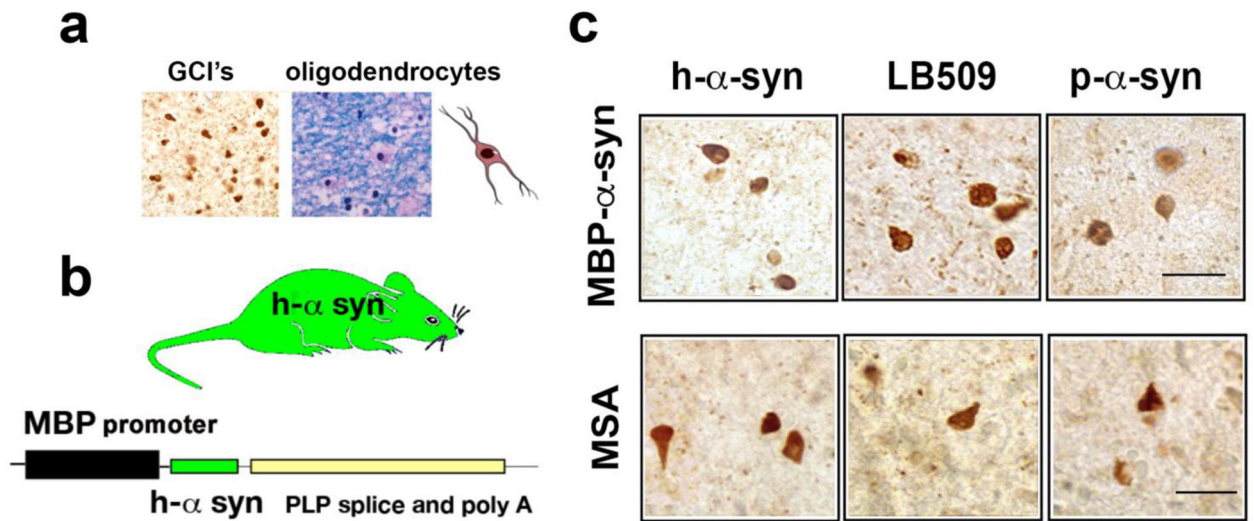 a
GCI's oligodendrocytes
b
h-α syn
MBP promoter
h-α syn PLP splice and poly A
c
h-α-syn LB509 p-α-syn
MBP-α-syn
MSA